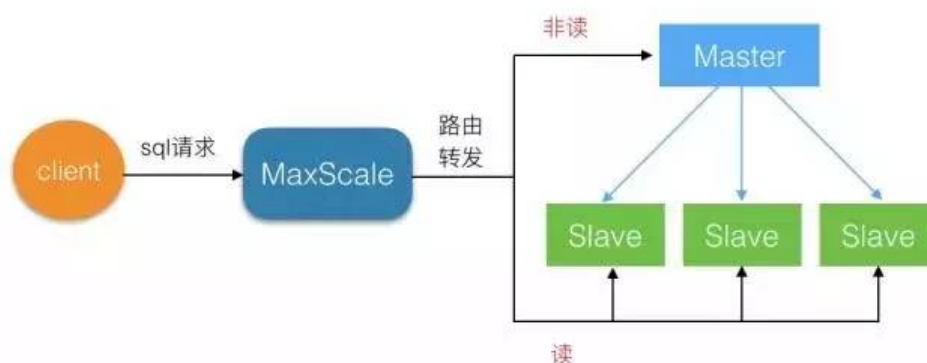 非读
Master
client
sql请求
MaxScale
路由
转发
Slave
Slave
Slave
读